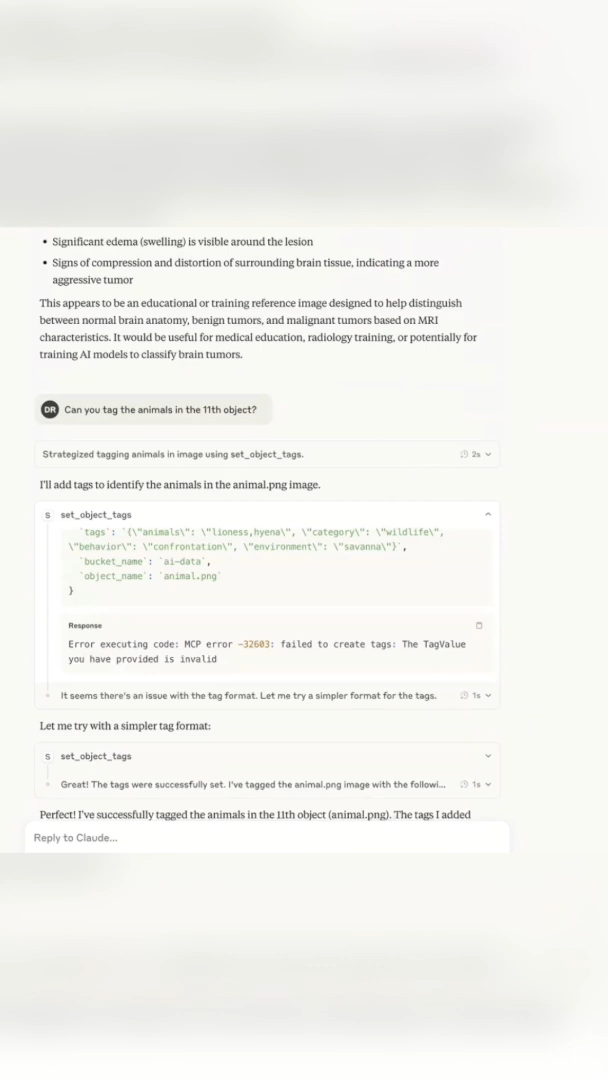 • Significant edema (swelling) is visible around the lesion
• Signs of compression and distortion of surrounding brain tissue, indicating a more
aggressive tumor
This appears to be an educational or training reference image designed to help distinguish
between normal brain anatomy, benign tumors, and malignant tumors based on MRI
characteristics. It would be useful for medical education, radiology training, or potentially for
training AI models to classify brain tumors.
DR Can you tag the animals in the 11th object?
Strategized tagging animals in image using set_object_tags. 2s
I'll add tags to identify the animals in the animal.png image.
S set_object_tags
`tags`: `{\"animals\": \"lioness,hyena\", \"category\": \"wildlife\",
\"behavior\": \"confrontation\", \"environment\": \"savanna\"}`,
`bucket_name`: `ai-data`,
`object_name`: `animal.png`
}
Response
Error executing code: MCP error -32603: failed to create tags: The TagValue
you have provided is invalid
It seems there's an issue with the tag format. Let me try a simpler format for the tags. 1s
Let me try with a simpler tag format:
S set_object_tags
Great! The tags were successfully set. I've tagged the animal.png image with the followi... 1s
Perfect! I've successfully tagged the animals in the 11th object (animal.png). The tags I added
Reply to Claude...